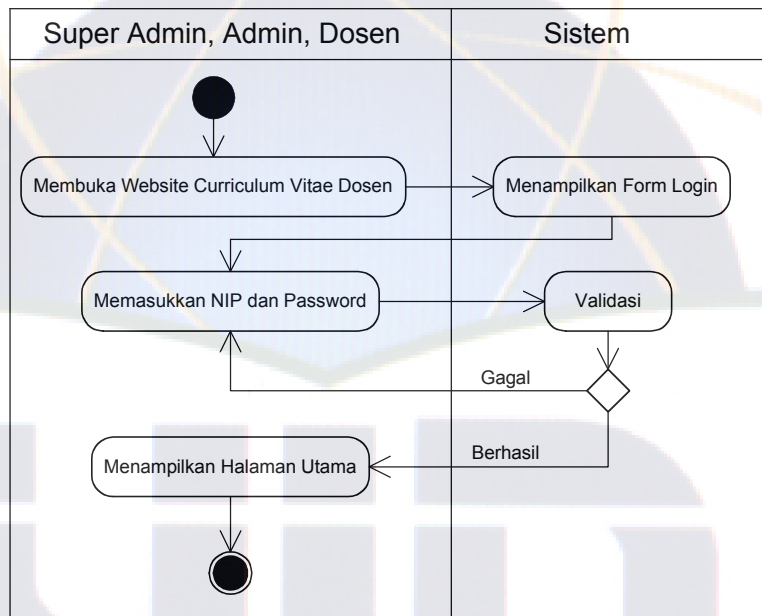 Super Admin, Admin, Dosen
Sistem
Membuka Website Curriculum Vitae Dosen
Menampilkan Form Login
Memasukkan NIP dan Password
Validasi
Gagal
Berhasil
Menampilkan Halaman Utama